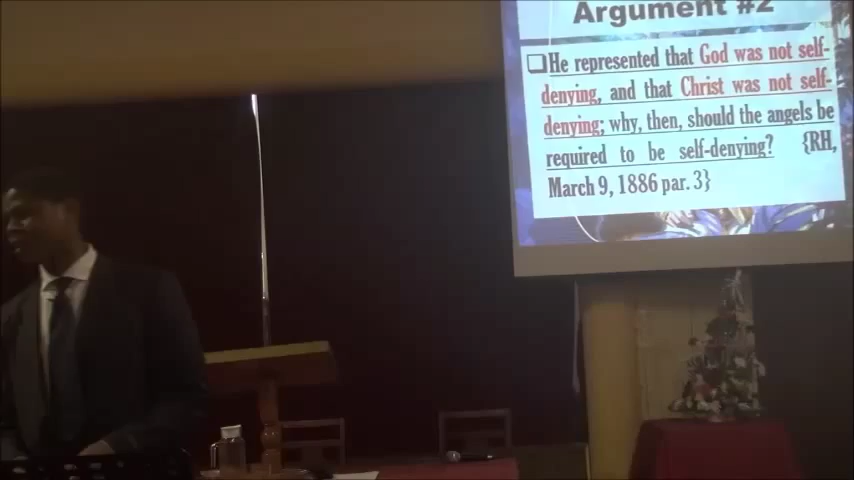 Argument #2
❑He represented that God was not self-
denying, and that Christ was not self-
denying; why, then, should the angels be
required to be self-denying? {RH,
March 9, 1886 par. 3}